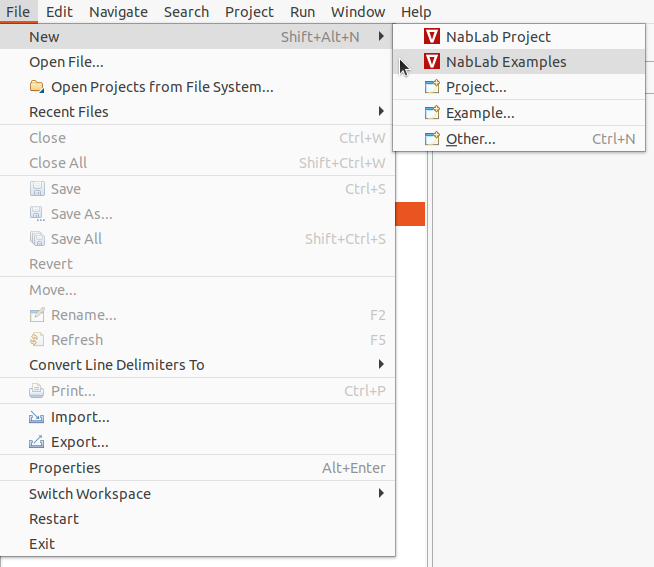 File Edit Navigate Search Project Run Window Help
New Shift+Alt+N
Open File...
Open Projects from File System...
Recent Files
Close Ctrl+W
Close All Shift+Ctrl+W
Save Ctrl+S
Save As...
Save All Shift+Ctrl+S
Revert
Move...
Rename... F2
Refresh F5
Convert Line Delimiters To
Print... Ctrl+P
Import...
Export...
Properties Alt+Enter
Switch Workspace
Restart
Exit
NabLab Project
NabLab Examples
Project...
Example...
Other... Ctrl+N